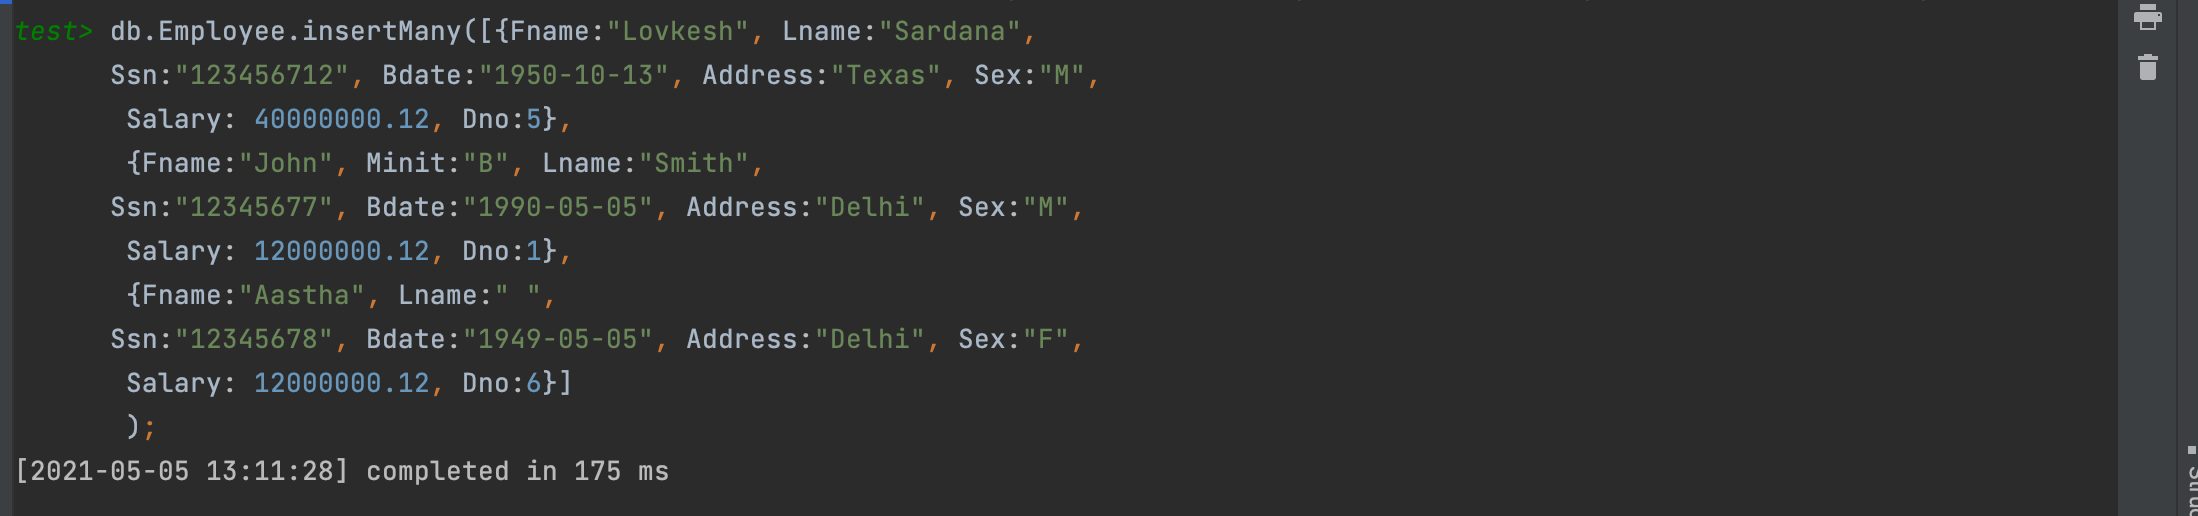 test> db.Employee.insertMany([{Fname:"Lovkesh", Lname:"Sardana",
Ssn:"123456712", Bdate:"1950-10-13", Address:"Texas", Sex:"M",
Salary: 40000000.12, Dno:5},
{Fname:"John", Minit:"B", Lname:"Smith",
Ssn:"12345677", Bdate:"1990-05-05", Address:"Delhi", Sex:"M",
Salary: 12000000.12, Dno:1},
{Fname:"Aastha", Lname:" ",
Ssn:"12345678", Bdate:"1949-05-05", Address:"Delhi", Sex:"F",
Salary: 12000000.12, Dno:6}]
);
[2021-05-05 13:11:28] completed in 175 ms